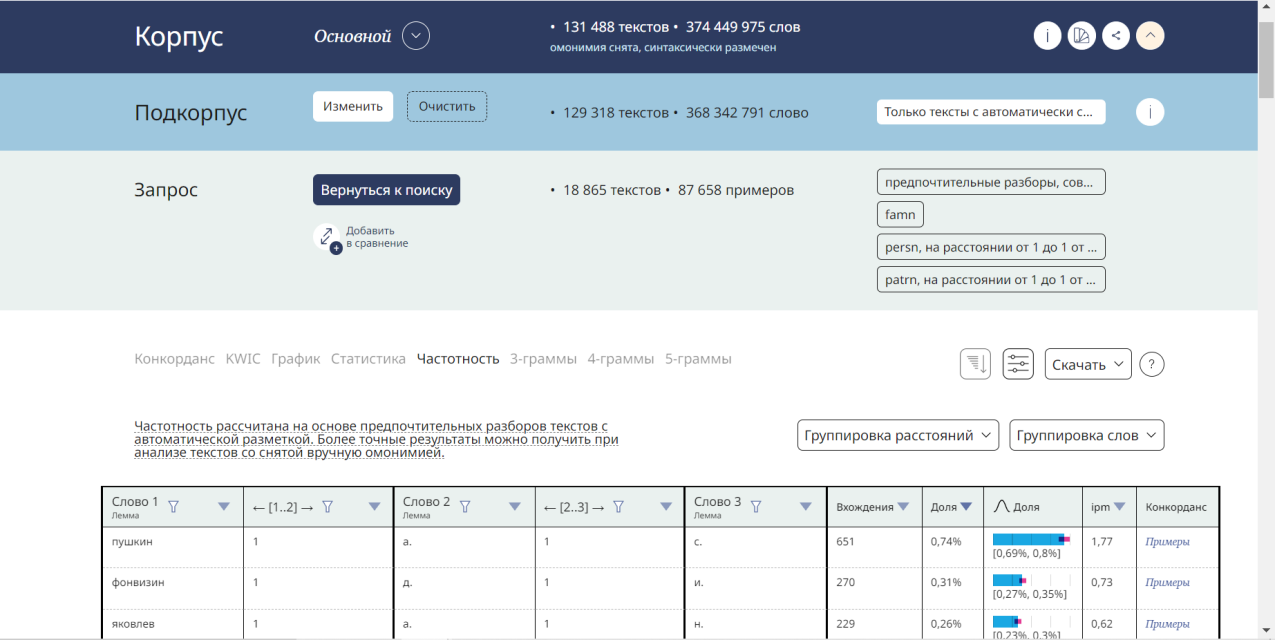 Корпус
Основной
• 131 488 текстов • 374 449 975 слов
омонимия снята, синтаксически размечен
i
Подкорпус
Изменить
Очистить
• 129 318 текстов • 368 342 791 слово
Только тексты с автоматически с...
i
Запрос
Вернуться к поиску
• 18 865 текстов • 87 658 примеров
предпочтительные разборы, сов...
famn
persn, на расстоянии от 1 до 1 от ...
patrn, на расстоянии от 1 до 1 от ...
Добавить
в сравнение
Конкорданс KWIC График Статистика Частотность 3-граммы 4-граммы 5-граммы
Скачать
?
Частотность рассчитана на основе предпочтительных разборов текстов с
автоматической разметкой. Более точные результаты можно получить при
анализе текстов со снятой вручную омонимией.
Группировка расстояний
Группировка слов
Слово 1 ← [1..2] → Слово 2 ← [2..3] → Слово 3 Вхождения Доля Доля ipm Конкорданс
Лемма Лемма Лемма
пушкин 1 а. 1 с. 651 0,74% [0,69%, 0,8%] 1,77 Примеры
фонвизин 1 д. 1 и. 270 0,31% [0,27%, 0,35%] 0,73 Примеры
яковлев 1 а. 1 н. 229 0,26% [0,23%, 0,3%] 0,62 Примеры